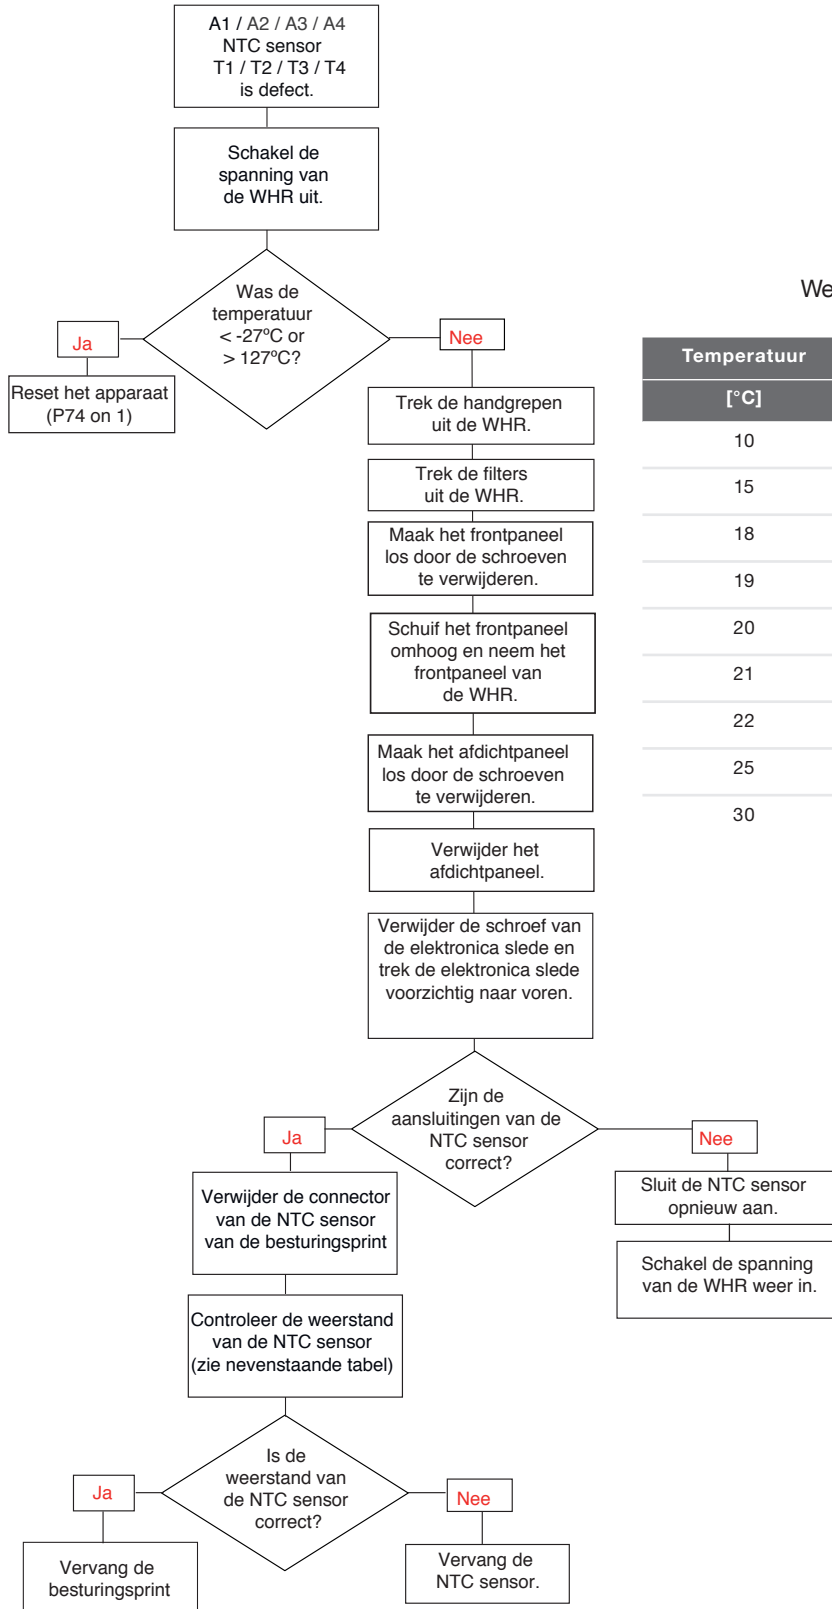 A1 / A2 / A3 / A4
NTC sensor
T1 / T2 / T3 / T4
is defect.
Schakel de
spanning van
de WHR uit.
Was de
temperatuur
< -27ºC or
> 127ºC?
Ja
Nee
Reset het apparaat
(P74 on 1)
Trek de handgrepen
uit de WHR.
Trek de filters
uit de WHR.
Maak het frontpaneel
los door de schroeven
te verwijderen.
Schuif het frontpaneel
omhoog en neem het
frontpaneel van
de WHR.
Maak het afdichtpaneel
los door de schroeven
te verwijderen.
Verwijder het
afdichtpaneel.
Verwijder de schroef van
de elektronica slede en
trek de elektronica slede
voorzichtig naar voren.
Zijn de
aansluitingen van de
NTC sensor
correct?
Ja
Nee
Verwijder de connector
van de NTC sensor
van de besturingsprint
Sluit de NTC sensor
opnieuw aan.
Schakel de spanning
van de WHR weer in.
Controleer de weerstand
van de NTC sensor
(zie nevenstaande tabel)
Is de
weerstand van
de NTC sensor
correct?
Ja
Nee
Vervang de
besturingsprint
Vervang de
NTC sensor.
We
Temperatuur
[°C]
10
15
18
19
20
21
22
25
30